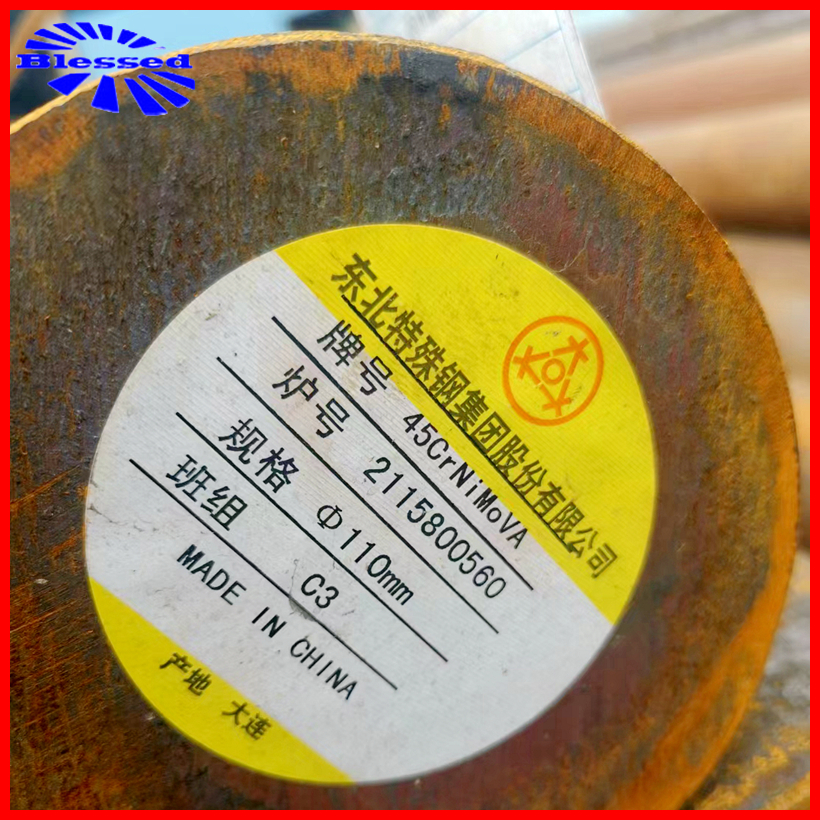 Blessed
东北特殊钢集团股份有限公司
牌号 45CrNiMoVA
炉号 2115800560
规格 Φ110mm
班组 C3
MADE IN CHINA
产地 大连